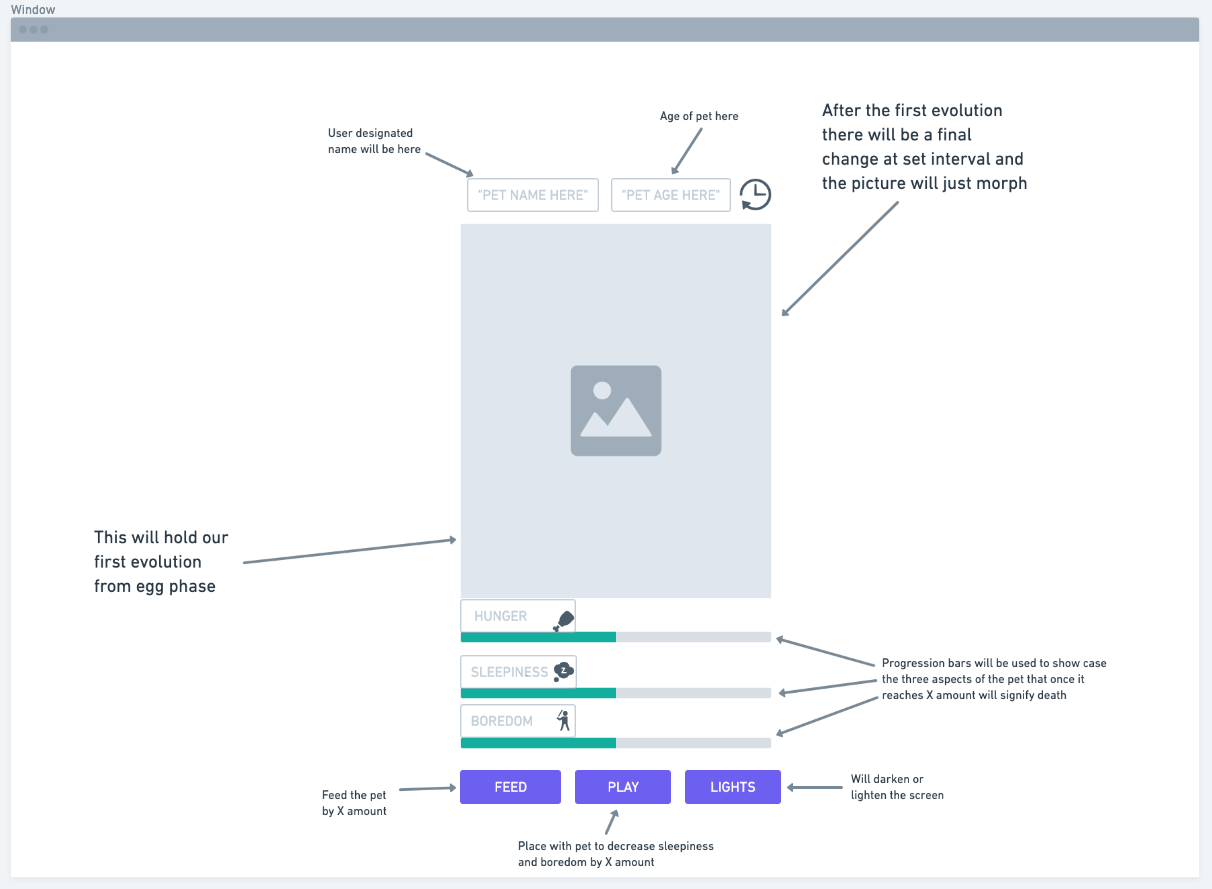 Window
After the first evolution
there will be a final
change at set interval and
the picture will just morph
Age of pet here
User designated
name will be here
"PET NAME HERE"
"PET AGE HERE"
This will hold our
first evolution
from egg phase
HUNGER
SLEEPINESS
z
BOREDOM
Progression bars will be used to show case
the three aspects of the pet that once it
reaches X amount will signify death
FEED
PLAY
LIGHTS
Feed the pet
by X amount
Will darken or
lighten the screen
Place with pet to decrease sleepiness
and boredom by X amount